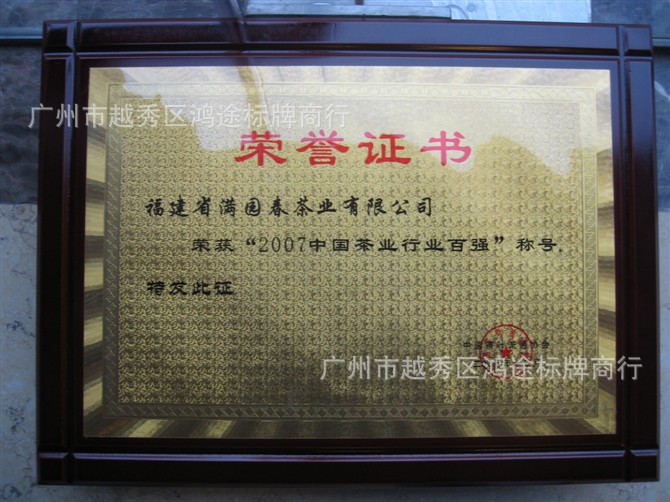 广州市越秀区鸿途标牌商行
荣誉证书
福建省满园春茶业有限公司
荣获“2007中国茶业行业百强”称号.
特发此证
广州市越秀区鸿途标牌商行